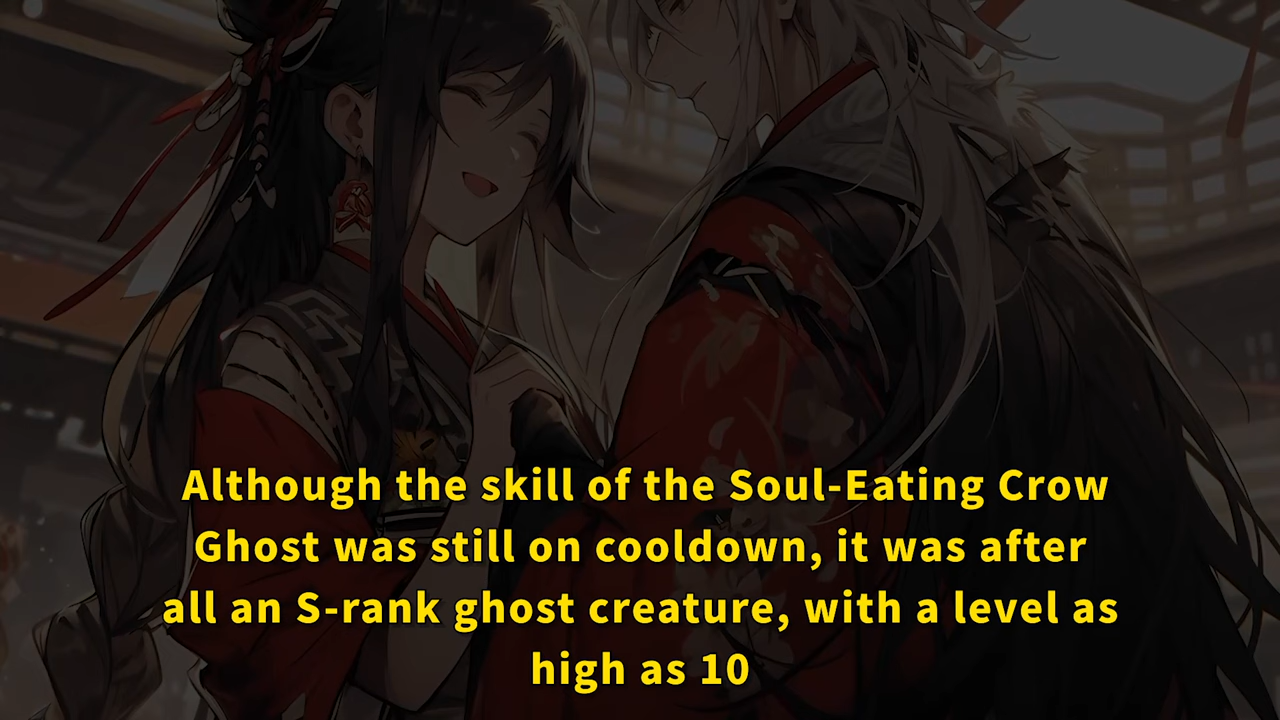 Although the skill of the Soul-Eating Crow
Ghost was still on cooldown, it was after
all an S-rank ghost creature, with a level as
high as 10